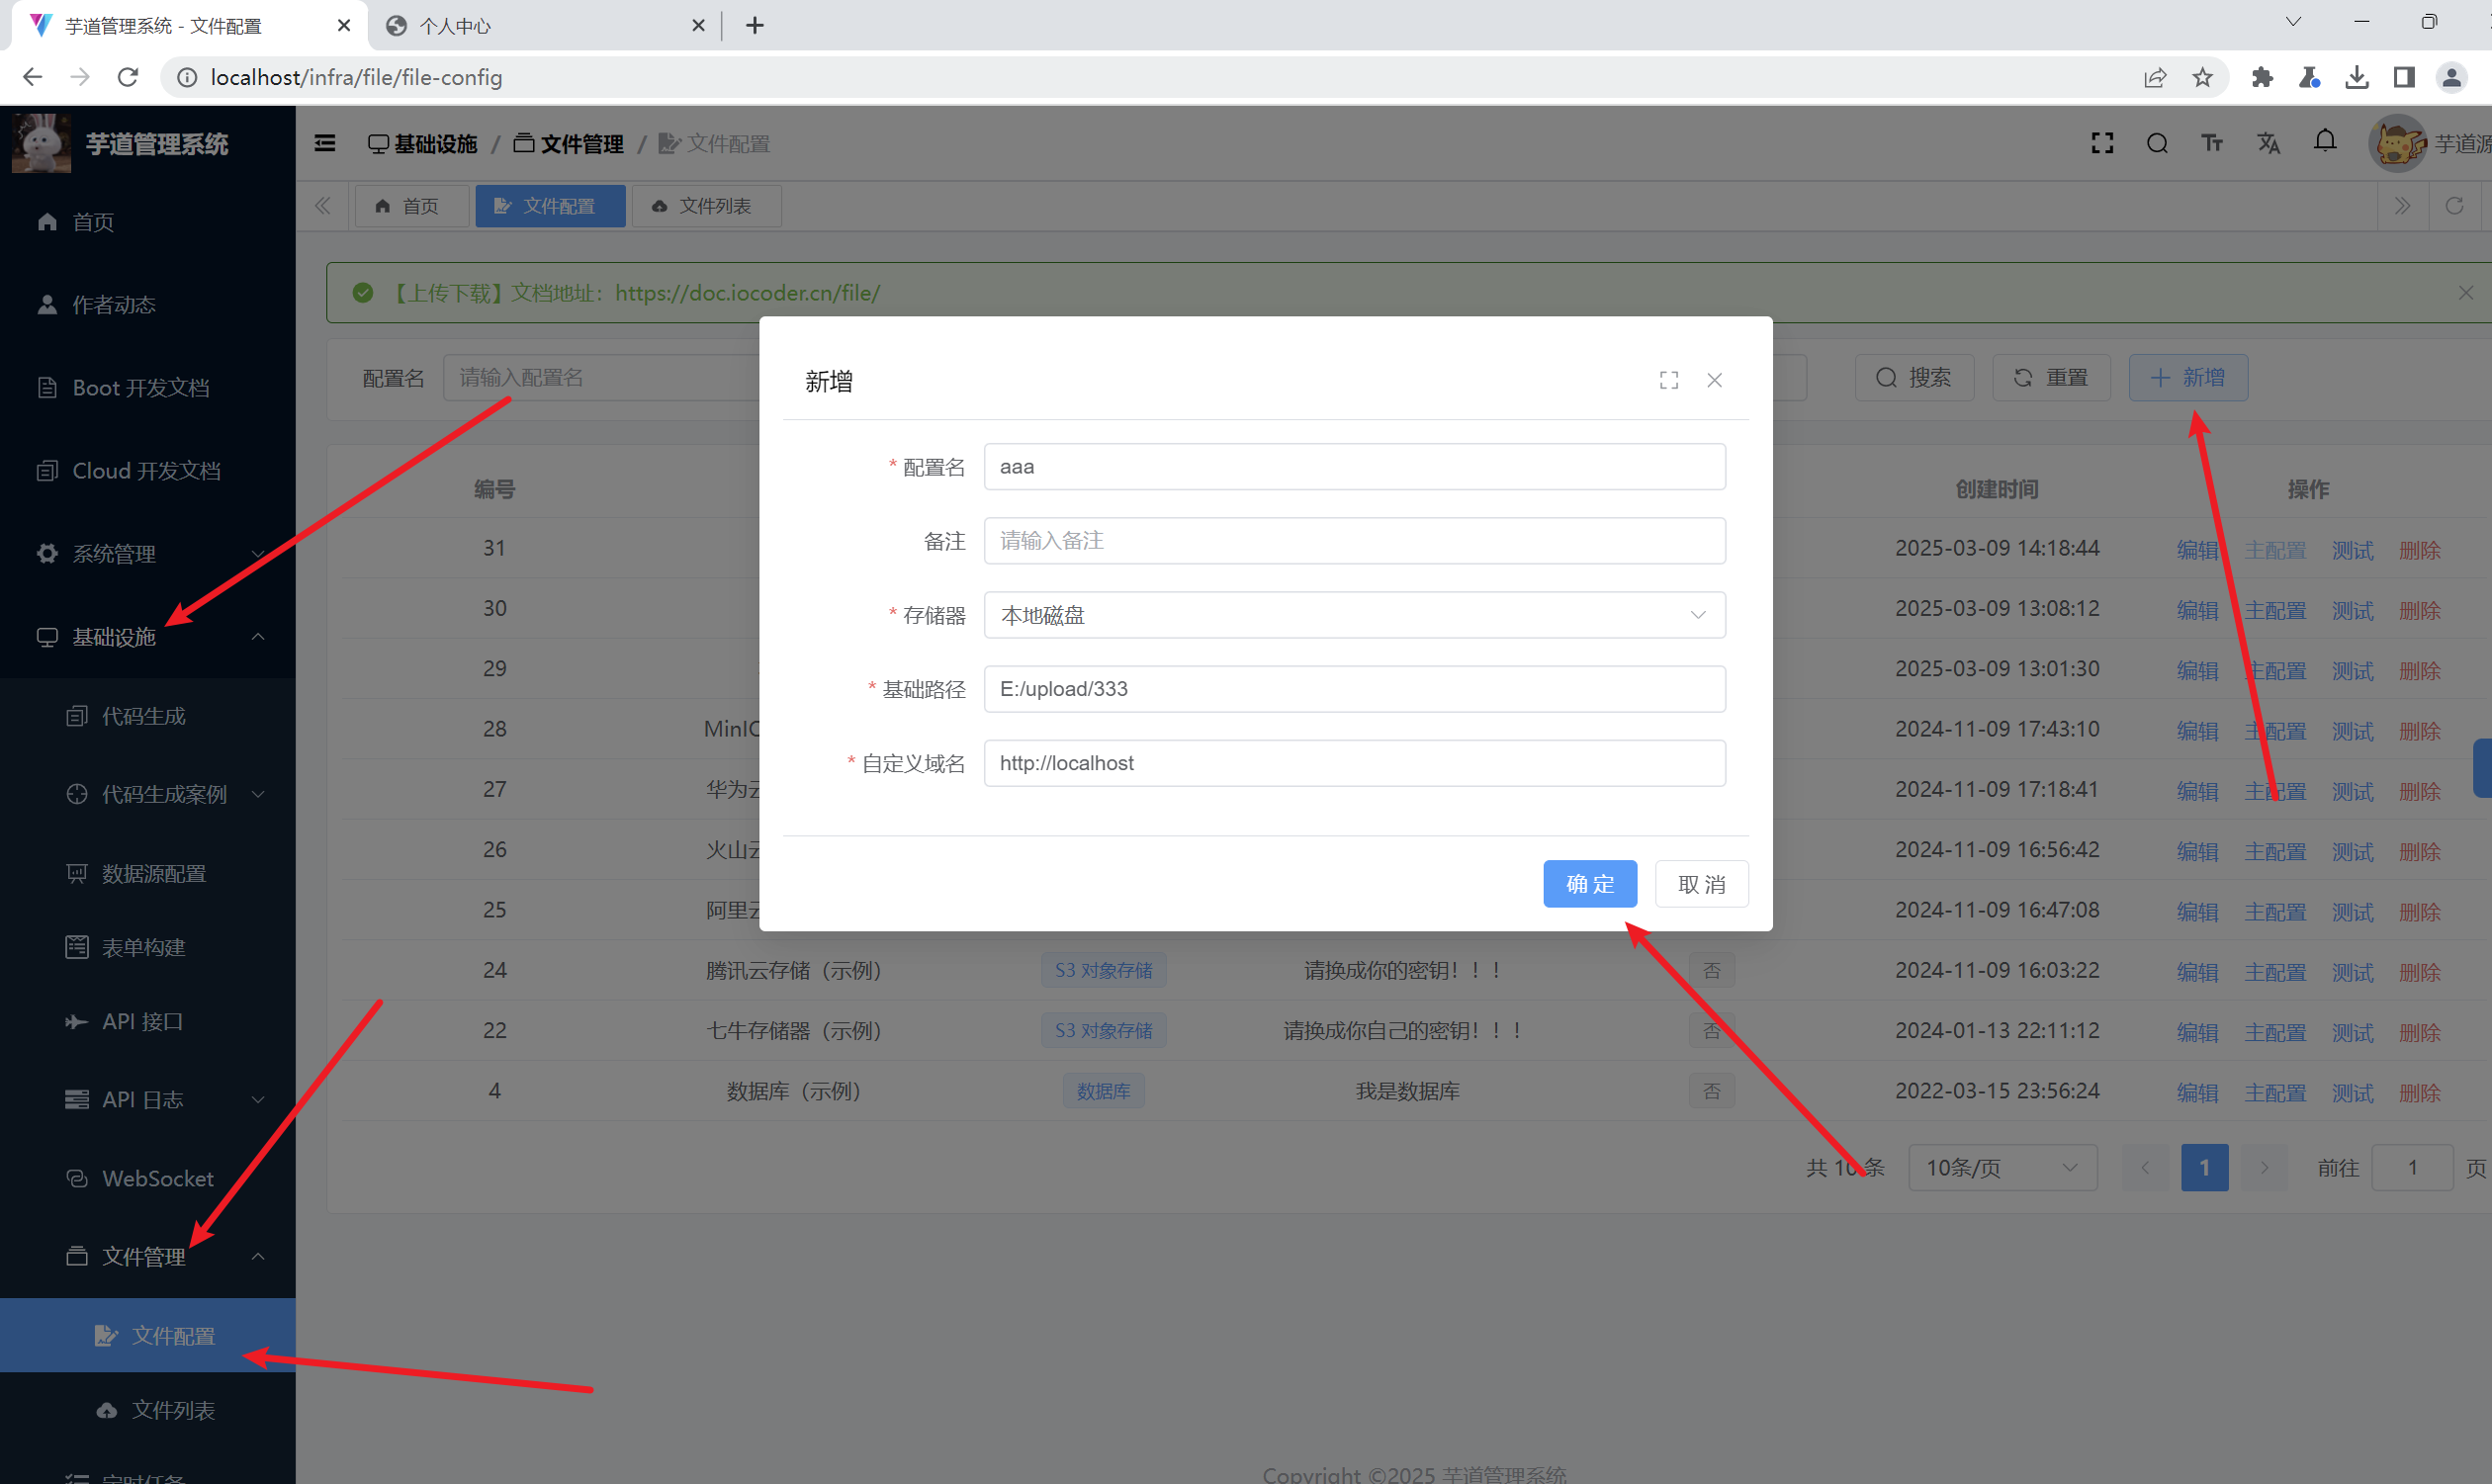 芋道管理系统 - 文件配置
个人中心
localhost/infra/file/file-config
芋道管理系统
基础设施 / 文件管理 / 文件配置
芋道源
首页
文件配置
文件列表
首页
作者动态
Boot 开发文档
Cloud 开发文档
系统管理
基础设施
代码生成
代码生成案例
数据源配置
表单构建
API 接口
API 日志
WebSocket
文件管理
文件配置
文件列表
定时任务
【上传下载】文档地址：https://doc.iocoder.cn/file/
配置名 请输入配置名
搜索 重置 新增
编号 创建时间 操作
31 2025-03-09 14:18:44 编辑 主配置 测试 删除
30 2025-03-09 13:08:12 编辑 主配置 测试 删除
29 2025-03-09 13:01:30 编辑 主配置 测试 删除
28 MinIO 2024-11-09 17:43:10 编辑 主配置 测试 删除
27 华为云 2024-11-09 17:18:41 编辑 主配置 测试 删除
26 火山云 2024-11-09 16:56:42 编辑 主配置 测试 删除
25 阿里云 2024-11-09 16:47:08 编辑 主配置 测试 删除
24 腾讯云存储（示例） S3 对象存储 请换成你的密钥！！！ 否 2024-11-09 16:03:22 编辑 主配置 测试 删除
22 七牛存储器（示例） S3 对象存储 请换成你自己的密钥！！！ 否 2024-01-13 22:11:12 编辑 主配置 测试 删除
4 数据库（示例） 数据库 我是数据库 否 2022-03-15 23:56:24 编辑 主配置 测试 删除
共 10 条 10条/页 1 前往 1 页
新增
* 配置名 aaa
备注 请输入备注
* 存储器 本地磁盘
* 基础路径 E:/upload/333
* 自定义域名 http://localhost
确 定 取 消
Copyright ©2025 芋道管理系统